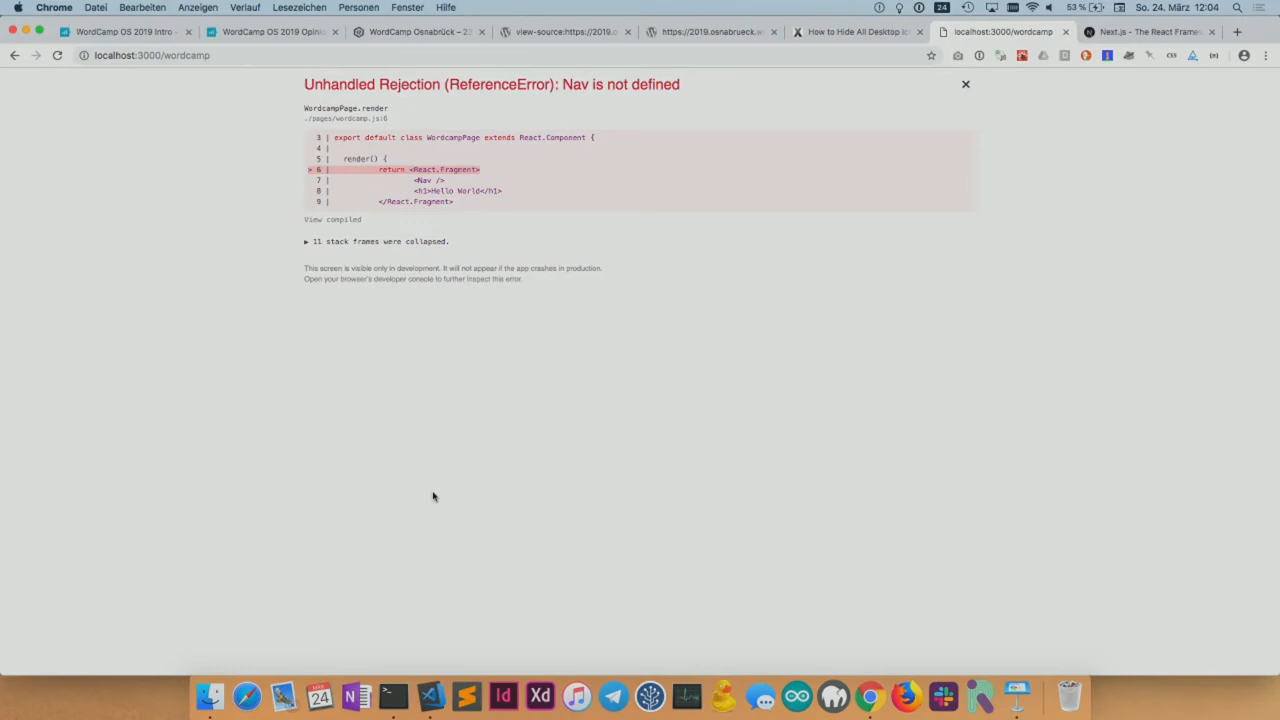 Chrome Datei Bearbeiten Anzeigen Verlauf Lesezeichen Personen Fenster Hilfe 24 53 % So. 24. März 12:04
WordCamp OS 2019 Intro - WordCamp OS 2019 Opini WordCamp Osnabrück – 23 view-source:https://2019.o https://2019.osnabrueck.w How to Hide All Desktop Ic localhost:3000/wordcamp Next.js - The React Frame
localhost:3000/wordcamp
Unhandled Rejection (ReferenceError): Nav is not defined
WordcampPage.render
./pages/wordcamp.js:6
3 | export default class WordcampPage extends React.Component {
4 |
5 | render() {
> 6 | return <React.Fragment>
7 | <Nav />
8 | <h1>Hello World</h1>
9 | </React.Fragment>
View compiled
▶ 11 stack frames were collapsed.
This screen is visible only in development. It will not appear if the app crashes in production.
Open your browser's developer console to further inspect this error.
24
Id Xd